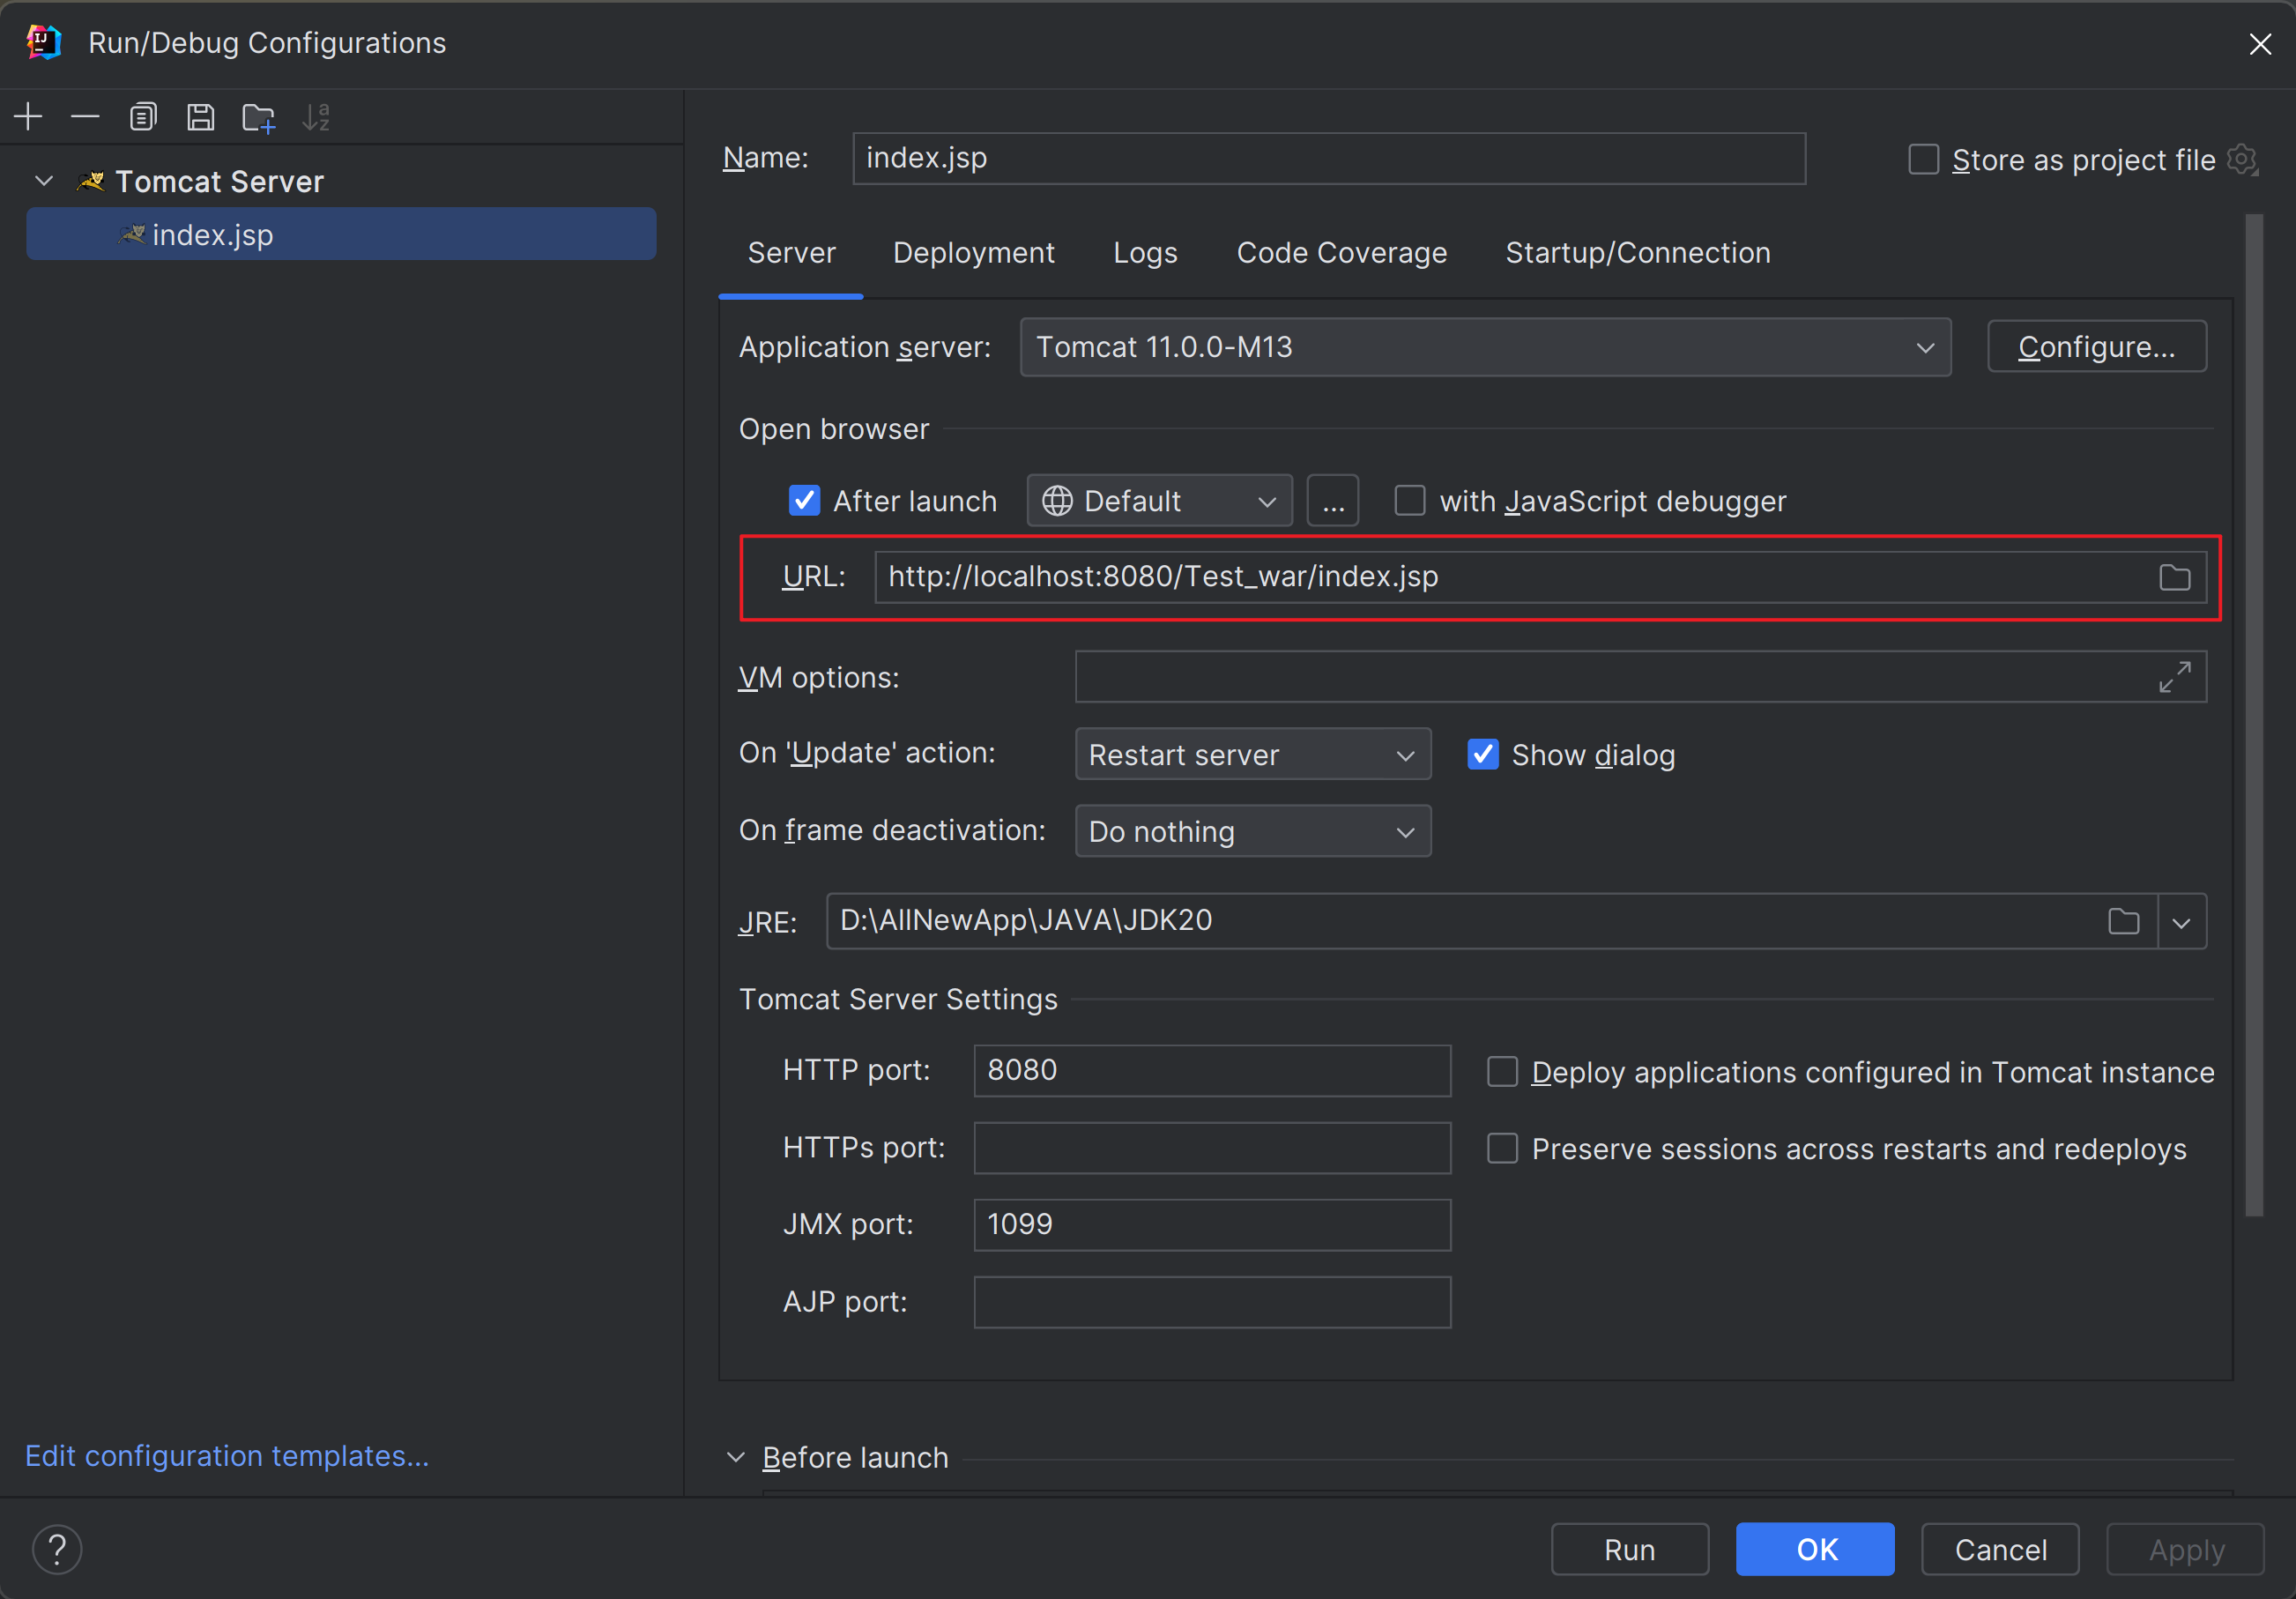 Run/Debug Configurations
Tomcat Server
index.jsp
Edit configuration templates...
Name: index.jsp Store as project file
Server Deployment Logs Code Coverage Startup/Connection
Application server: Tomcat 11.0.0-M13 Configure...
Open browser
After launch Default ... with JavaScript debugger
URL: http://localhost:8080/Test_war/index.jsp
VM options:
On 'Update' action: Restart server Show dialog
On frame deactivation: Do nothing
JRE: D:\AllNewApp\JAVA\JDK20
Tomcat Server Settings
HTTP port: 8080 Deploy applications configured in Tomcat instance
HTTPs port: Preserve sessions across restarts and redeploys
JMX port: 1099
AJP port:
Before launch
? Run OK Cancel Apply